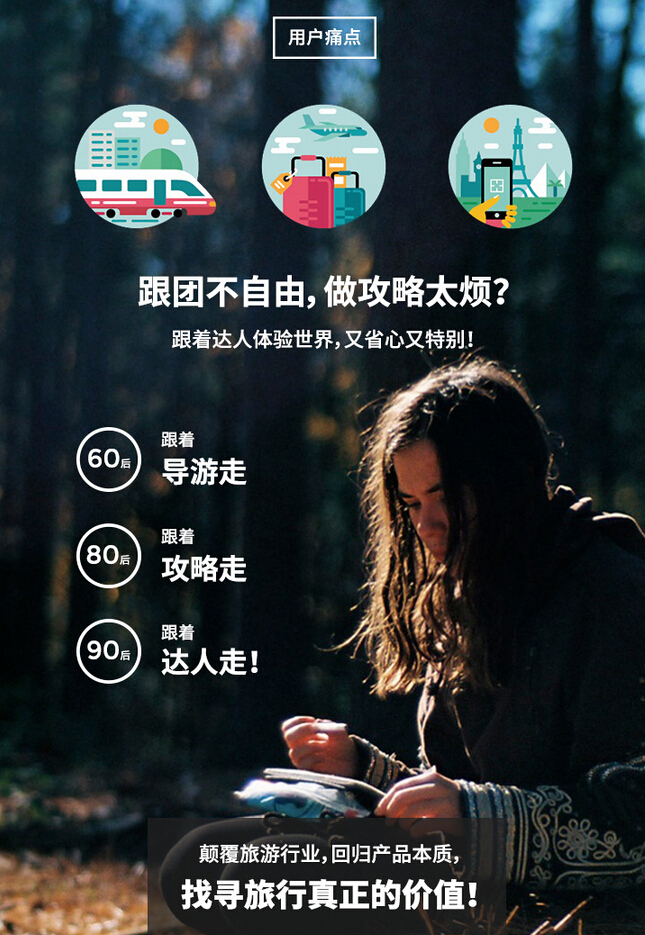 用户痛点
跟团不自由，做攻略太烦？
跟着达人体验世界，又省心又特别！
60后
跟着
导游走
80后
跟着
攻略走
90后
跟着
达人走！
颠覆旅游行业，回归产品本质，
找寻旅行真正的价值！